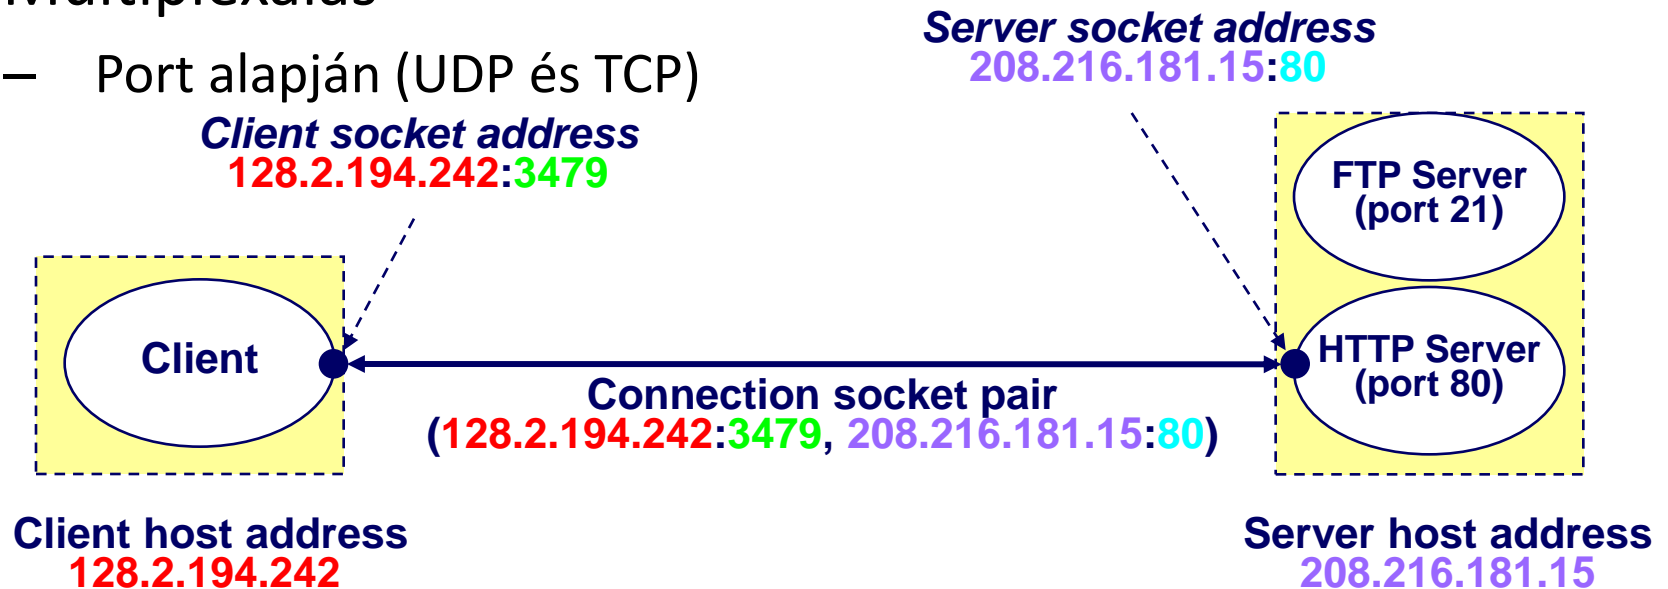 – Port alapján (UDP és TCP)
Server socket address
208.216.181.15:80
Client socket address
128.2.194.242:3479
FTP Server
(port 21)
Client
HTTP Server
(port 80)
Connection socket pair
(128.2.194.242:3479, 208.216.181.15:80)
Client host address
128.2.194.242
Server host address
208.216.181.15